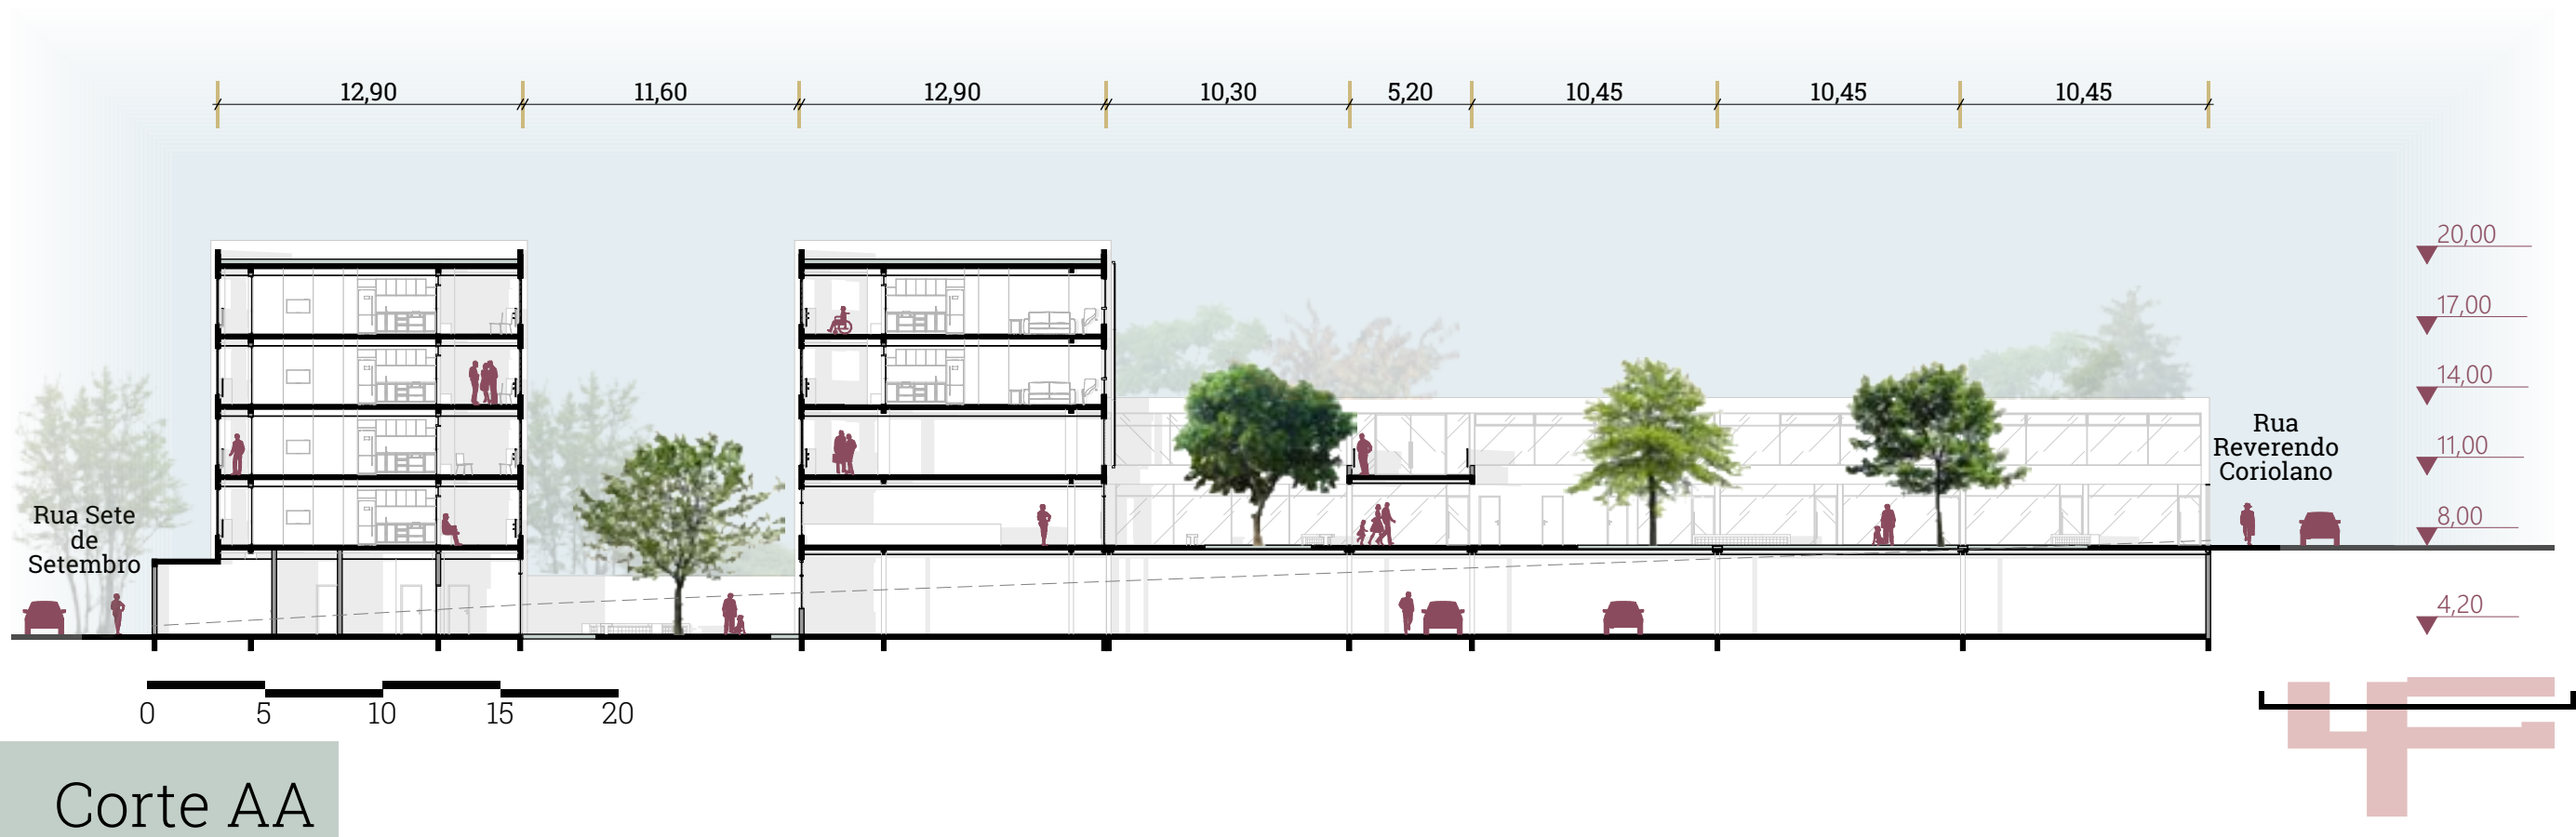 12,90
11,60
12,90
10,30
5,20
10,45
10,45
10,45
20,00
17,00
14,00
11,00
8,00
4,20
Rua Sete
de
Setembro
Rua
Reverendo
Coriolano
0
5
10
15
20
Corte AA